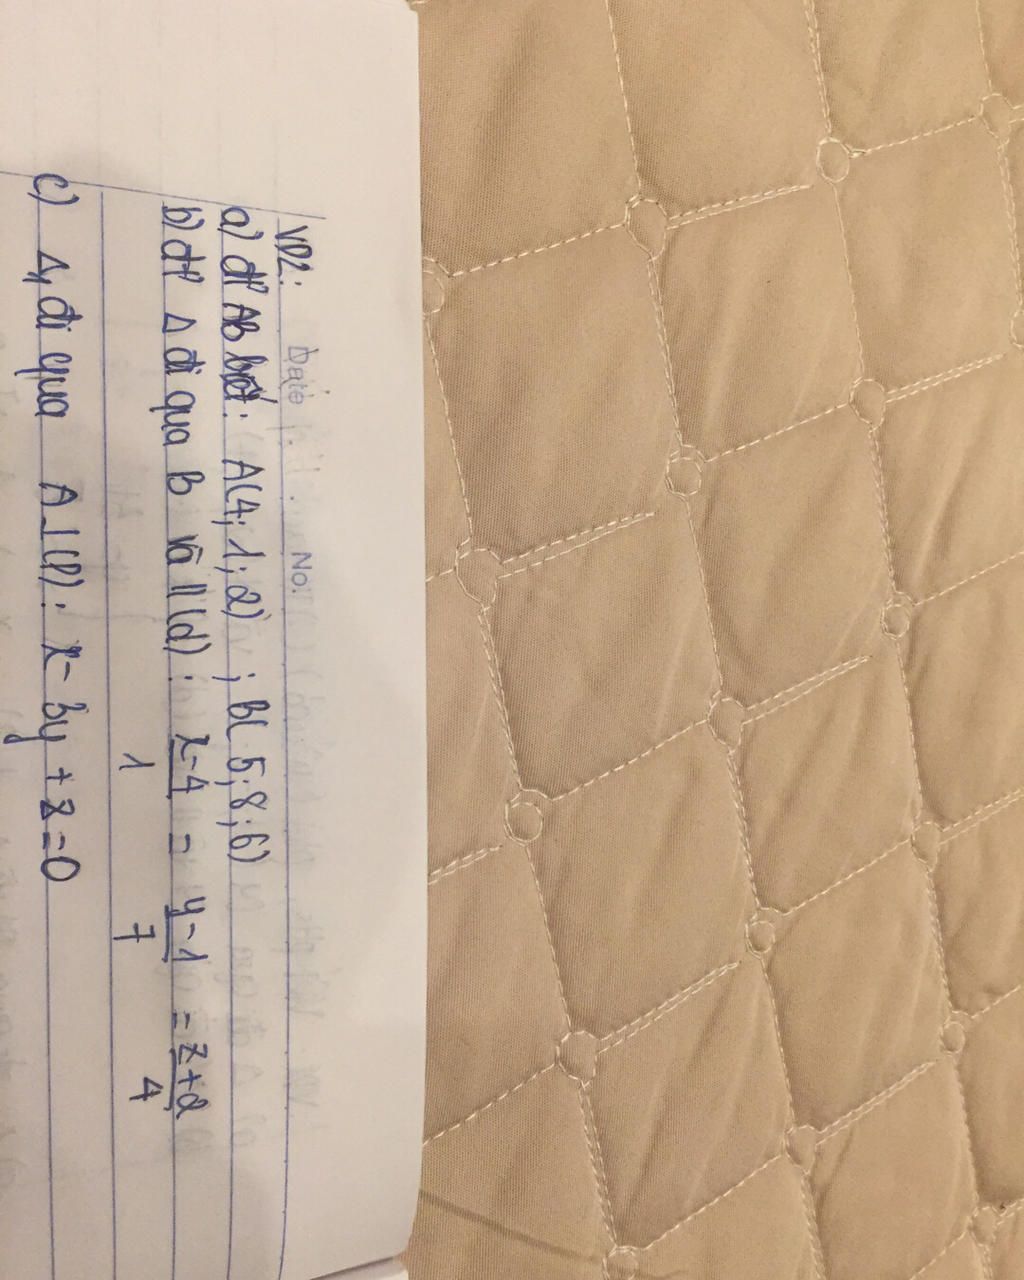 Date No.
VD2:
a) đt AB biết: A(4; 1; 2) ; B( 5; 8; 6)
b) đt Δ đi qua B và // (d): x-4 = y-1 = z+2
1 7 4
c) Δ₁ đi qua A ⊥ (P): x - 3y + z = 0